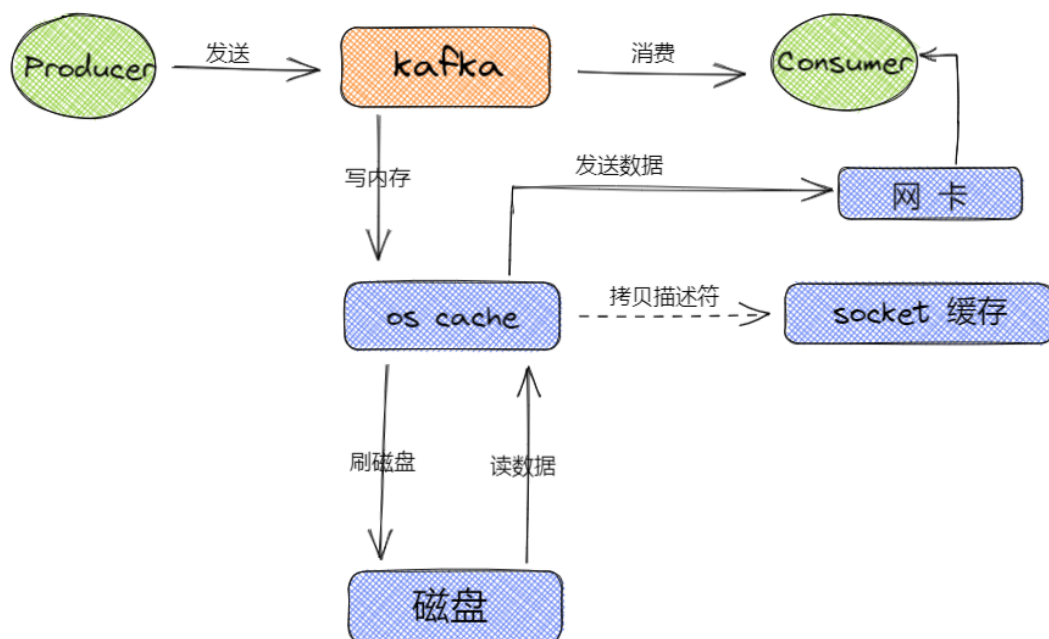 Producer
发送
kafka
消费
Consumer
写内存
发送数据
网 卡
os cache
拷贝描述符
socket 缓存
刷磁盘
读数据
磁盘